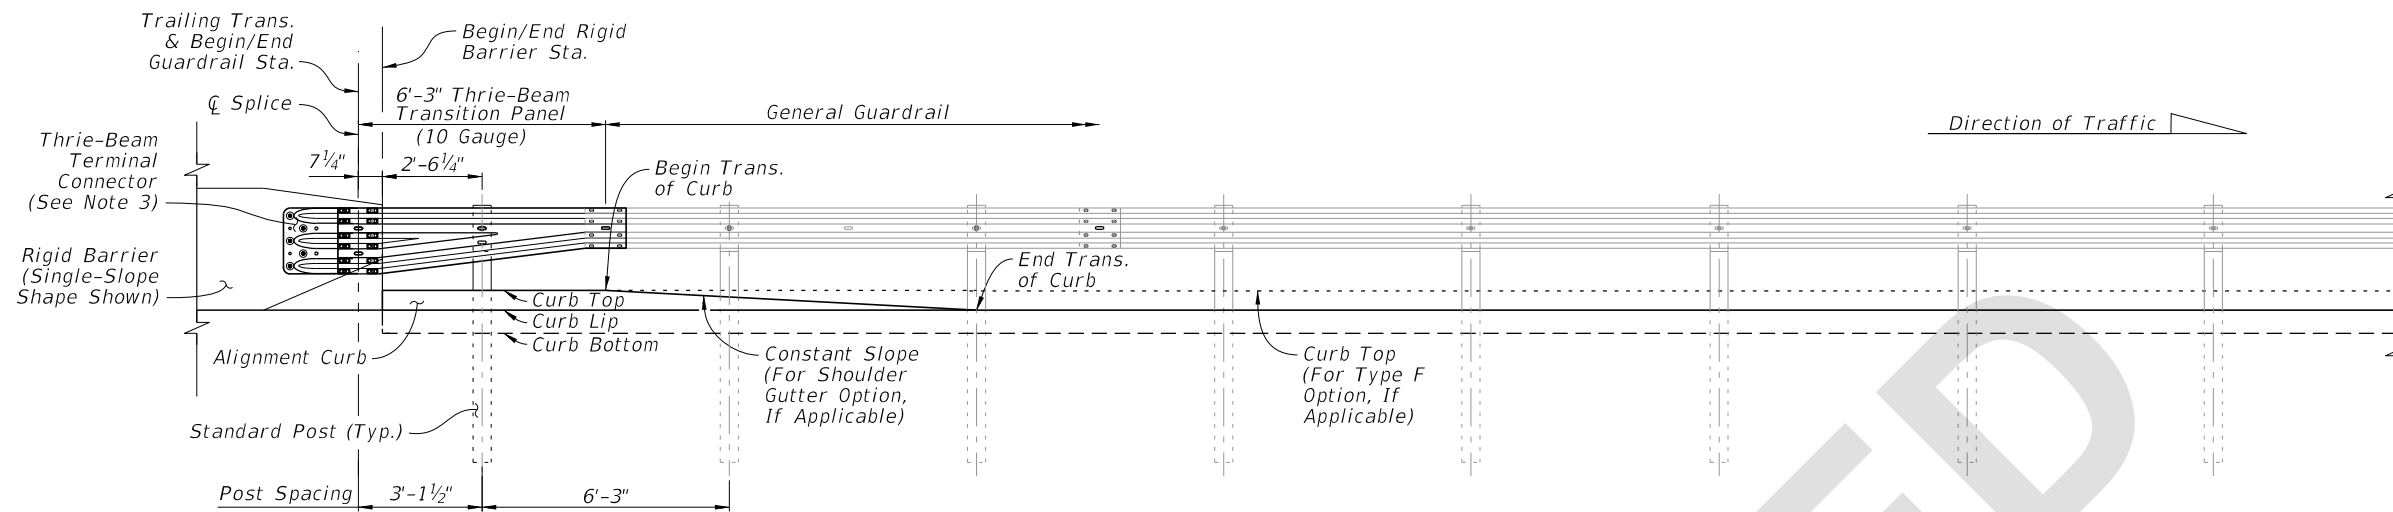 Trailing Trans.
& Begin/End
Guardrail Sta.
Begin/End Rigid
Barrier Sta.
℄ Splice
6'-3" Thrie-Beam
Transition Panel
(10 Gauge)
General Guardrail
Direction of Traffic
Thrie-Beam
Terminal
Connector
(See Note 3)
7¼"
2'-6¼"
Begin Trans.
of Curb
Rigid Barrier
(Single-Slope
Shape Shown)
End Trans.
of Curb
Curb Top
Curb Lip
Curb Bottom
Alignment Curb
Constant Slope
(For Shoulder
Gutter Option,
If Applicable)
Curb Top
(For Type F
Option, If
Applicable)
Standard Post (Typ.)
Post Spacing
3'-1½"
6'-3"
ED